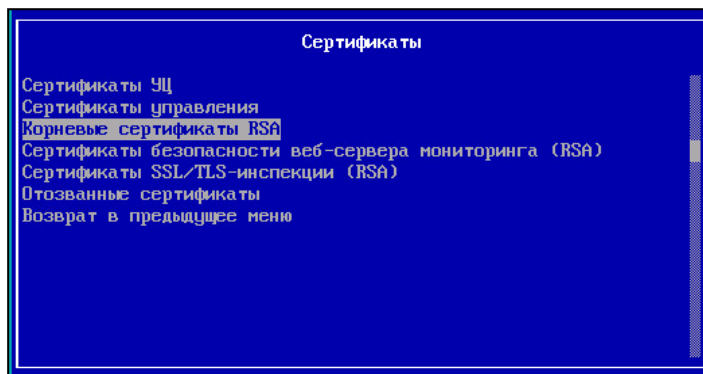 Сертификаты
Сертификаты УЦ
Сертификаты управления
Корневые сертификаты RSA
Сертификаты безопасности веб-сервера мониторинга (RSA)
Сертификаты SSL/TLS-инспекции (RSA)
Отозванные сертификаты
Возврат в предыдущее меню